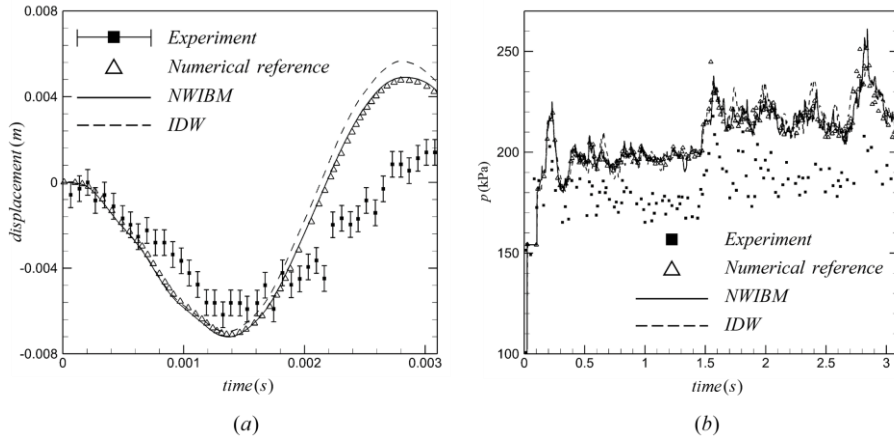 0.008
0.004
0
-0.004
-0.008
displacement (m)
Experiment
Numerical reference
NWIBM
IDW
0
0.001
0.002
0.003
time (s)
(a)
250
200
150
100
p (kPa)
Experiment
Numerical reference
NWIBM
IDW
0
0.5
1
1.5
2
2.5
3
time (s)
(b)